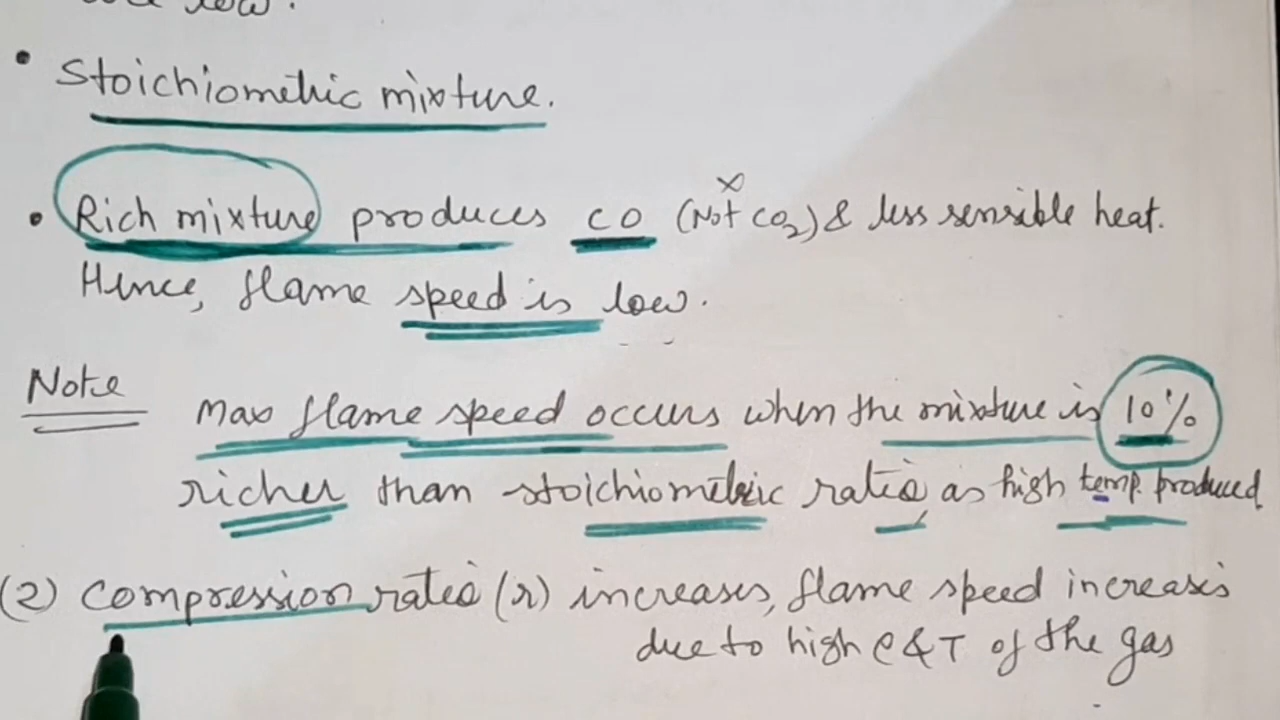 low.
• Stoichiometric mixture.
• Rich mixture produces CO (Not CO2) & less sensible heat.
Hence, flame speed is low.
Note Max flame speed occurs when the mixture is 10%
richer than stoichiometric ratio as high temp. produced
(2) Compression ratio (r) increases, flame speed increases
due to high ρ & T of the gas